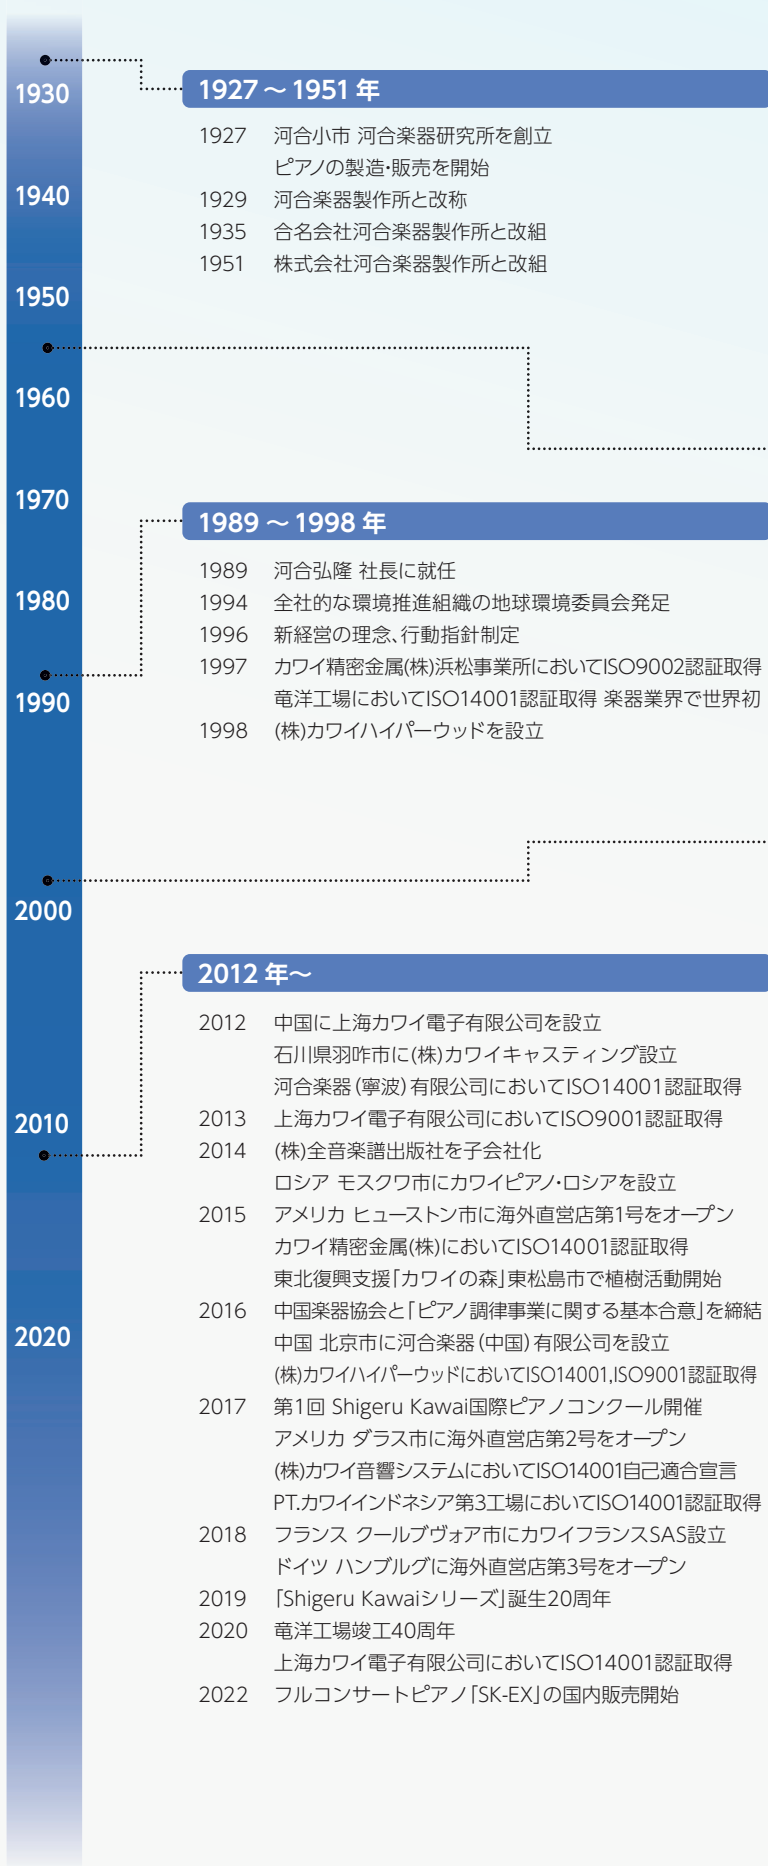 1930
1940
1950
1960
1970
1980
1990
2000
2010
2020
1927 ～ 1951 年
1927 河合小市 河合楽器研究所を創立
ピアノの製造・販売を開始
1929 河合楽器製作所と改称
1935 合名会社河合楽器製作所と改組
1951 株式会社河合楽器製作所と改組
1989 ～ 1998 年
1989 河合弘隆 社長に就任
1994 全社的な環境推進組織の地球環境委員会発足
1996 新経営の理念、行動指針制定
1997 カワイ精密金属(株)浜松事業所においてISO9002認証取得
竜洋工場においてISO14001認証取得 楽器業界で世界初
1998 (株)カワイハイパーウッドを設立
2012 年～
2012 中国に上海カワイ電子有限公司を設立
石川県羽咋市に(株)カワイキャスティング設立
河合楽器(寧波)有限公司においてISO14001認証取得
2013 上海カワイ電子有限公司においてISO9001認証取得
2014 (株)全音楽譜出版社を子会社化
ロシア モスクワ市にカワイピアノ・ロシアを設立
2015 アメリカ ヒューストン市に海外直営店第1号をオープン
カワイ精密金属(株)においてISO14001認証取得
東北復興支援「カワイの森」東松島市で植樹活動開始
2016 中国楽器協会と「ピアノ調律事業に関する基本合意」を締結
中国 北京市に河合楽器(中国)有限公司を設立
(株)カワイハイパーウッドにおいてISO14001,ISO9001認証取得
2017 第1回 Shigeru Kawai国際ピアノコンクール開催
アメリカ ダラス市に海外直営店第2号をオープン
(株)カワイ音響システムにおいてISO14001自己適合宣言
PT.カワイインドネシア第3工場においてISO14001認証取得
2018 フランス クールブヴォア市にカワイフランスSAS設立
ドイツ ハンブルグに海外直営店第3号をオープン
2019 「Shigeru Kawaiシリーズ」誕生20周年
2020 竜洋工場竣工40周年
上海カワイ電子有限公司においてISO14001認証取得
2022 フルコンサートピアノ「SK-EX」の国内販売開始